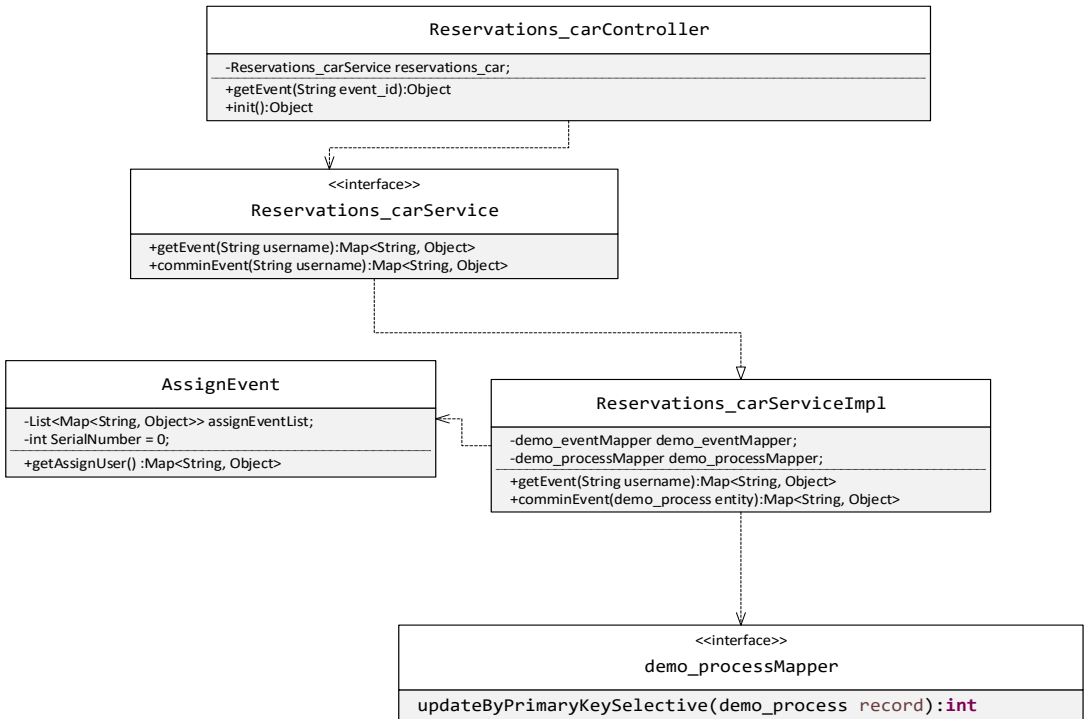 Reservations_carController
-Reservations_carService reservations_car;
+getEvent(String event_id):Object
+init():Object
<<interface>>
Reservations_carService
+getEvent(String username):Map<String, Object>
+comminEvent(String username):Map<String, Object>
AssignEvent
-List<Map<String, Object>> assignEventList;
-int SerialNumber = 0;
+getAssignUser() :Map<String, Object>
Reservations_carServiceImpl
-demo_eventMapper demo_eventMapper;
-demo_processMapper demo_processMapper;
+getEvent(String username):Map<String, Object>
+comminEvent(demo_process entity):Map<String, Object>
<<interface>>
demo_processMapper
updateByPrimaryKeySelective(demo_process record):int